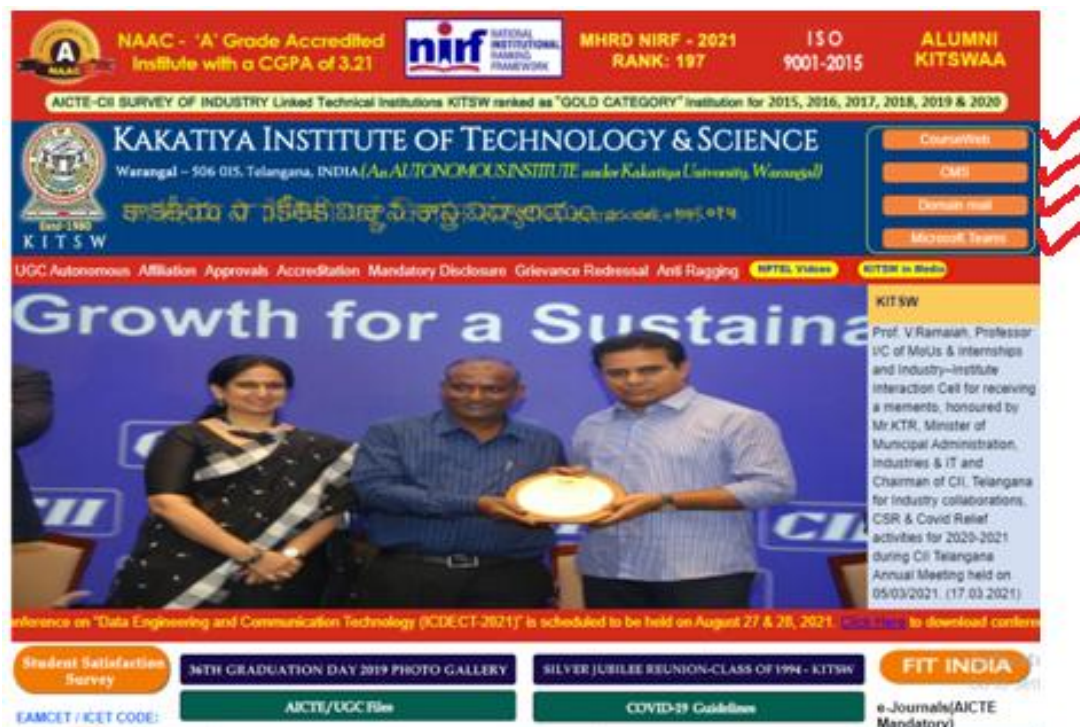 NAAC - 'A' Grade Accredited
Institute with a CGPA of 3.21
A
NAAC
nirf
NATIONAL
INSTITUTIONAL
RANKING
FRAMEWORK
MHRD NIRF - 2021
RANK: 197
ISO
9001-2015
ALUMNI
KITSWAA
AICTE-CII SURVEY OF INDUSTRY Linked Technical Institutions KITSW ranked as "GOLD CATEGORY" Institution for 2015, 2016, 2017, 2018, 2019 & 2020
KAKATIYA INSTITUTE OF TECHNOLOGY & SCIENCE
Warangal – 506 015, Telangana, INDIA (An AUTONOMOUS INSTITUTE under Kakatiya University, Warangal)
Estd-1980
KITSW
CourseWeb
CMS
Domain mail
Microsoft Teams
UGC Autonomous Affiliation Approvals Accreditation Mandatory Disclosure Grievance Redressal Anti Ragging NPTEL Videos KITSW in Media
Growth for a Sustaina
CII
CII
KITSW
Prof. V.Ramaiah, Professor
I/C of MoUs & Internships
and Industry–Institute
Interaction Cell for receiving
a memento, honoured by
Mr.KTR, Minister of
Municipal Administration,
Industries & IT and
Chairman of CII, Telangana
for Industry collaborations,
CSR & Covid Relief
activities for 2020-2021
during CII Telangana
Annual Meeting held on
05/03/2021. (17.03.2021)
nference on "Data Engineering and Communication Technology (ICDECT-2021)" is scheduled to be held on August 27 & 28, 2021. Click Here to download confere
Student Satisfaction
Survey
36TH GRADUATION DAY 2019 PHOTO GALLERY
SILVER JUBILEE REUNION-CLASS OF 1994 - KITSW
FIT INDIA
EAMCET / ICET CODE:
AICTE/UGC Files
COVID-19 Guidelines
e-Journals(AICTE
Mandatory)